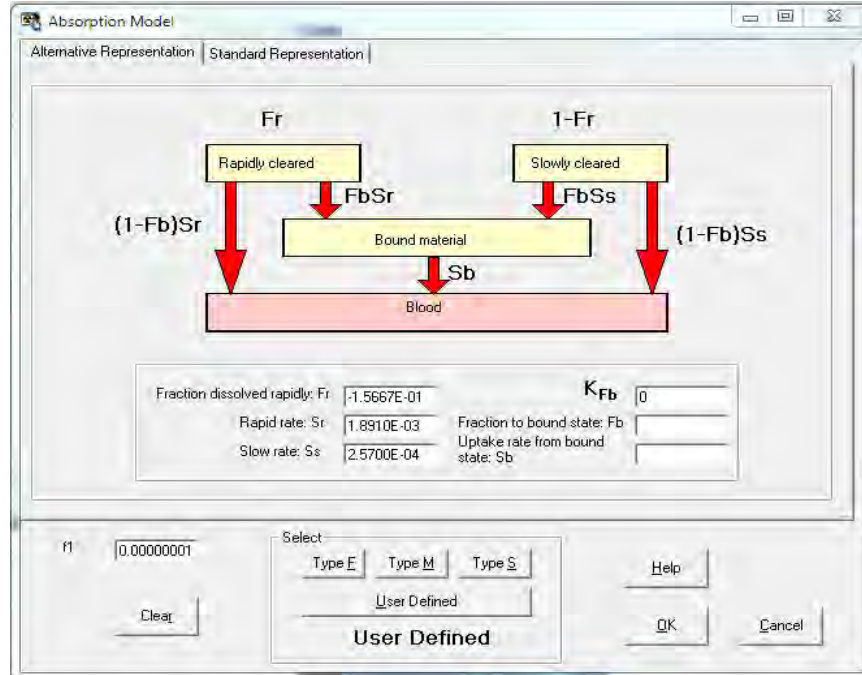 Absorption Model
Alternative Representation Standard Representation
Fr 1-Fr
Rapidly cleared Slowly cleared
FbSr FbSs
(1-Fb)Sr Bound material (1-Fb)Ss
Sb
Blood
Fraction dissolved rapidly: Fr -1.5667E-01 KFb 0
Rapid rate: Sr 1.8910E-03 Fraction to bound state: Fb
Slow rate: Ss 2.5700E-04 Uptake rate from bound
state: Sb
f1 0.00000001 Select
Type F Type M Type S Help
Clear User Defined
User Defined OK Cancel